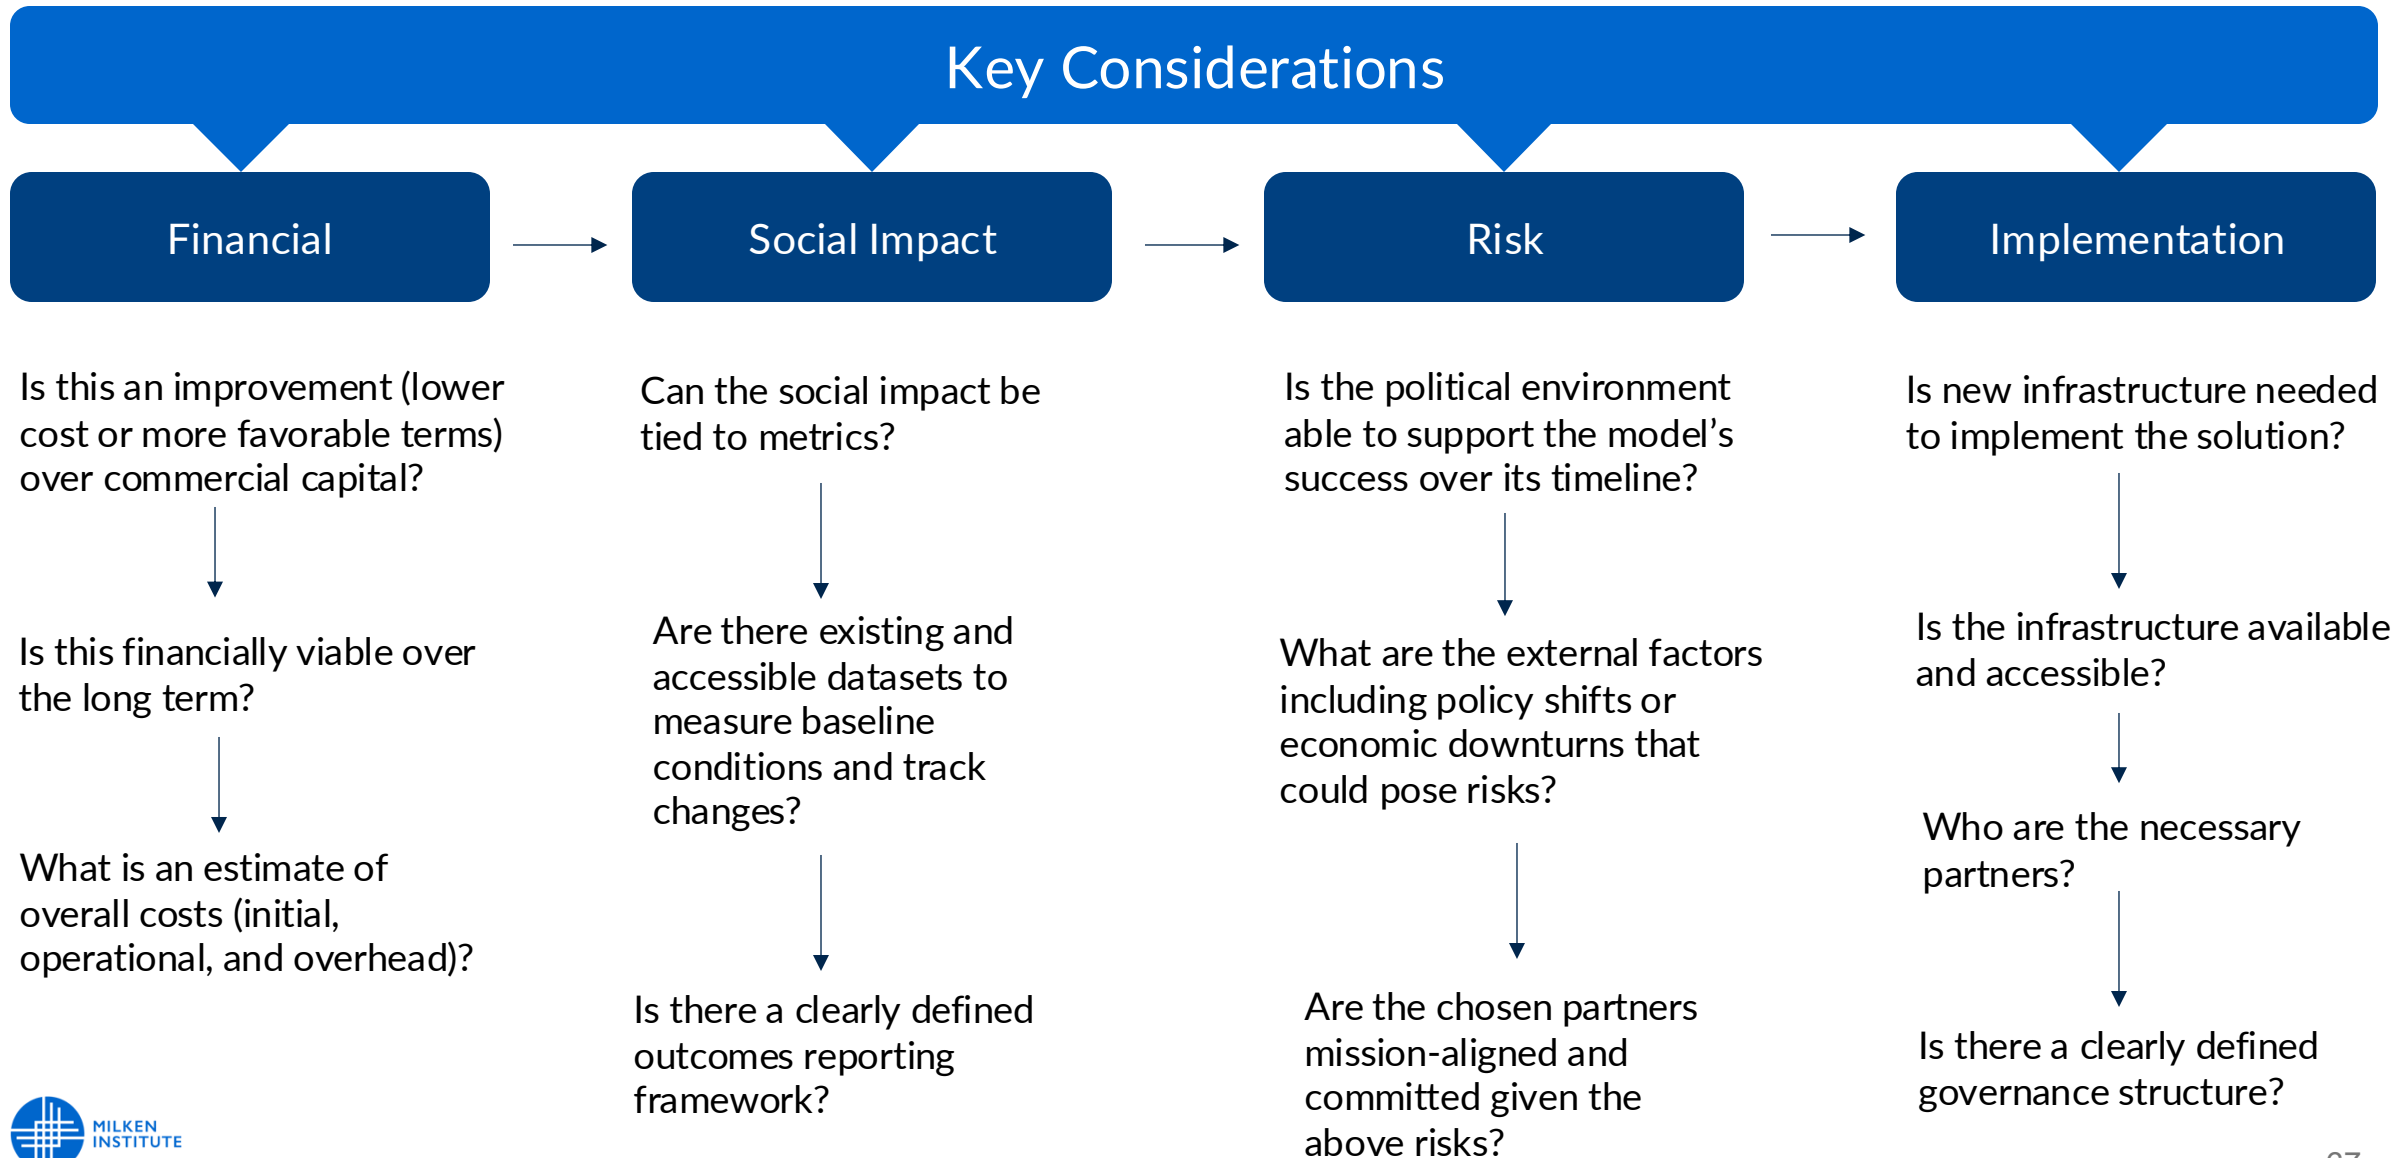 Key Considerations
Financial
Social Impact
Risk
Implementation
Is this an improvement (lower
cost or more favorable terms)
over commercial capital?
Is this financially viable over
the long term?
What is an estimate of
overall costs (initial,
operational, and overhead)?
Can the social impact be
tied to metrics?
Are there existing and
accessible datasets to
measure baseline
conditions and track
changes?
Is there a clearly defined
outcomes reporting
framework?
Is the political environment
able to support the model’s
success over its timeline?
What are the external factors
including policy shifts or
economic downturns that
could pose risks?
Are the chosen partners
mission-aligned and
committed given the
above risks?
Is new infrastructure needed
to implement the solution?
Is the infrastructure available
and accessible?
Who are the necessary
partners?
Is there a clearly defined
governance structure?
MILKEN
INSTITUTE